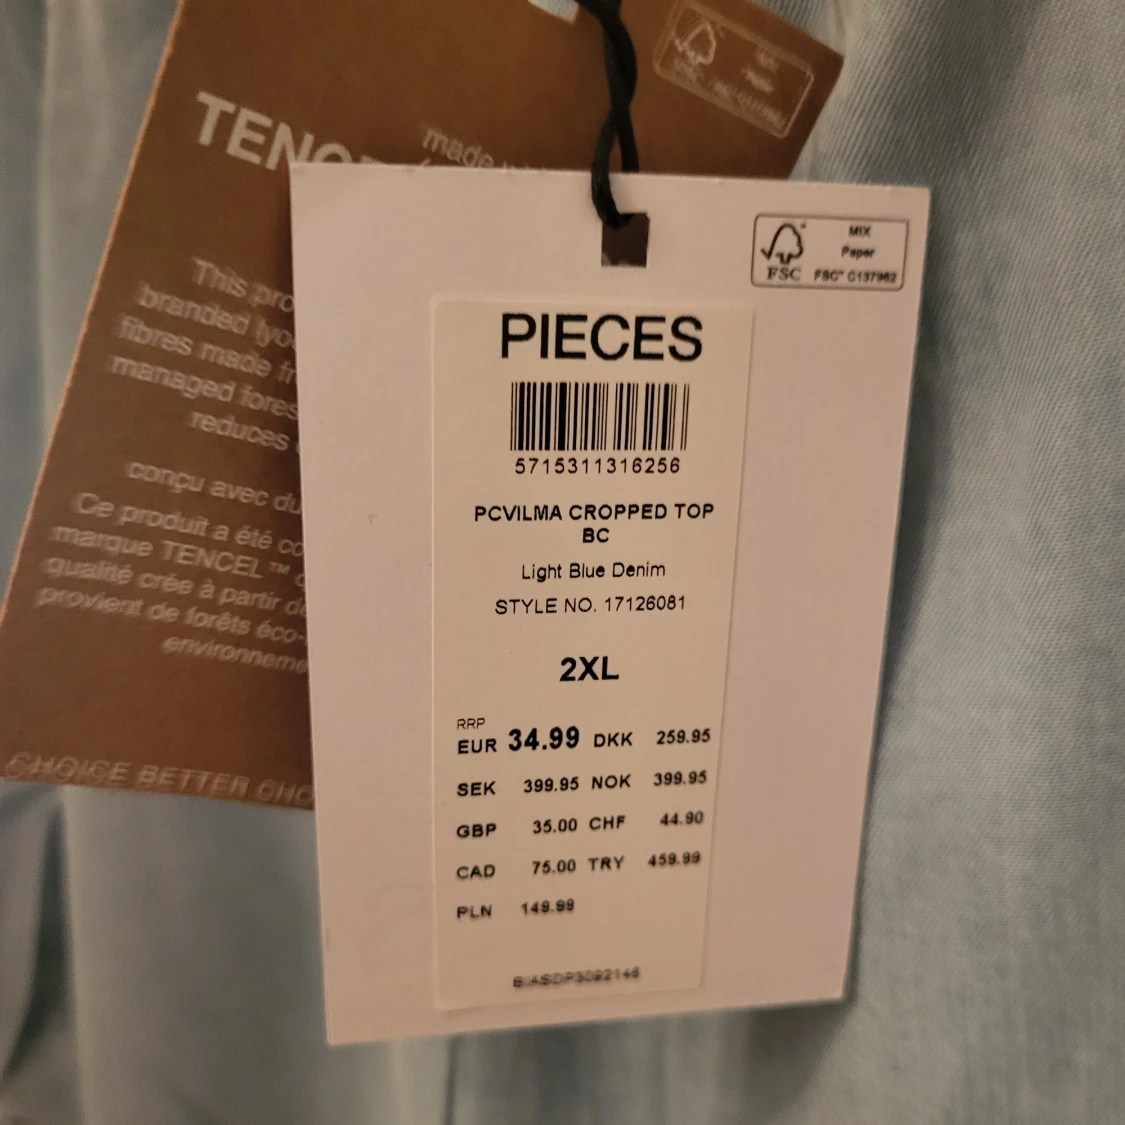 made
This pro
branded lyo
fibres made fr
managed fores
reduces
conçu avec du
Ce produit a été co
marque TENCEL™
qualité crée à partir de
provient de forêts éco-
environneme
CHOICE BETTER CHO
FSC
MIX
Paper
FSC™ C137962
PIECES
5715311316256
PCVILMA CROPPED TOP
BC
Light Blue Denim
STYLE NO. 17126081
2XL
RRP
EUR 34.99 DKK 259.95
SEK 399.95 NOK 399.95
GBP 35.00 CHF 44.90
CAD 75.00 TRY 459.99
PLN 149.99